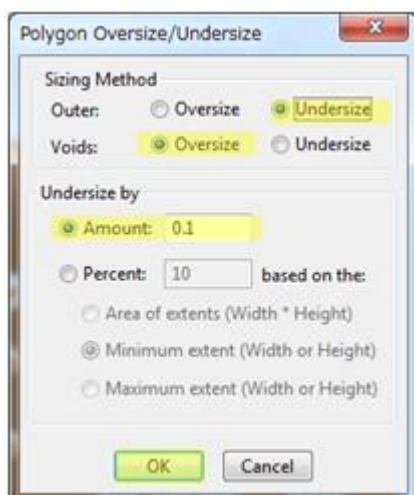 Polygon Oversize/Undersize
Sizing Method
Outer: Oversize Undersize
Voids: Oversize Undersize
Undersize by
Amount: 0.1
Percent: 10 based on the:
Area of extents (Width * Height)
Minimum extent (Width or Height)
Maximum extent (Width or Height)
OK Cancel